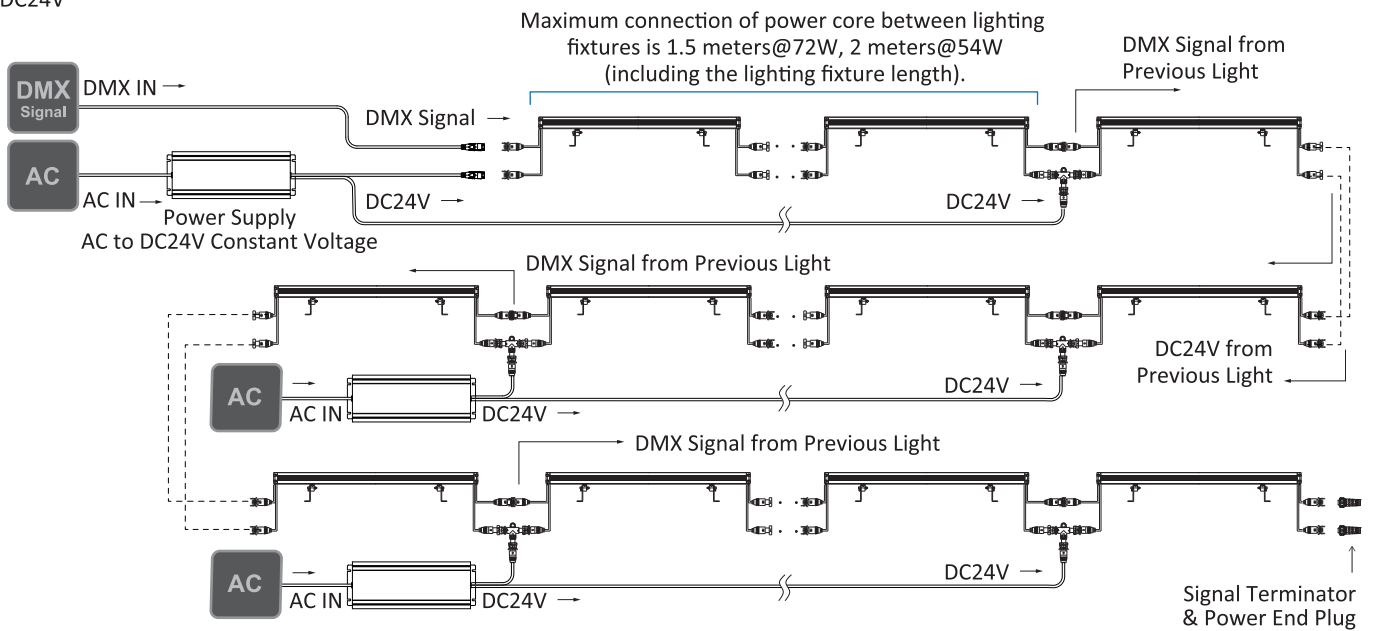 DC24V
Maximum connection of power core between lighting
fixtures is 1.5 meters@72W, 2 meters@54W
(including the lighting fixture length).
DMX Signal from
Previous Light
DMX
Signal
DMX IN
DMX Signal
AC
AC IN
Power Supply
AC to DC24V Constant Voltage
DC24V
DC24V
DMX Signal from Previous Light
DC24V from
Previous Light
AC
AC IN
DC24V
DC24V
DMX Signal from Previous Light
AC
AC IN
DC24V
DC24V
Signal Terminator
& Power End Plug